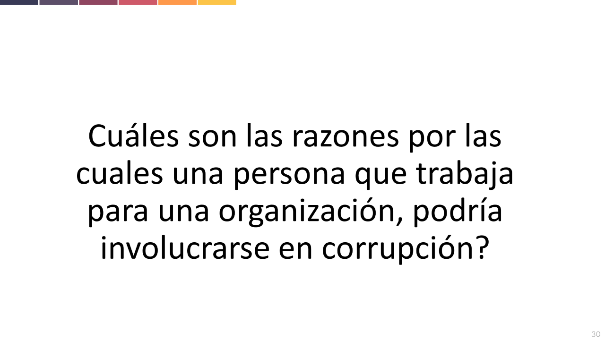 Cuáles son las razones por las
cuales una persona que trabaja
para una organización, podría
involucrarse en corrupción?
30